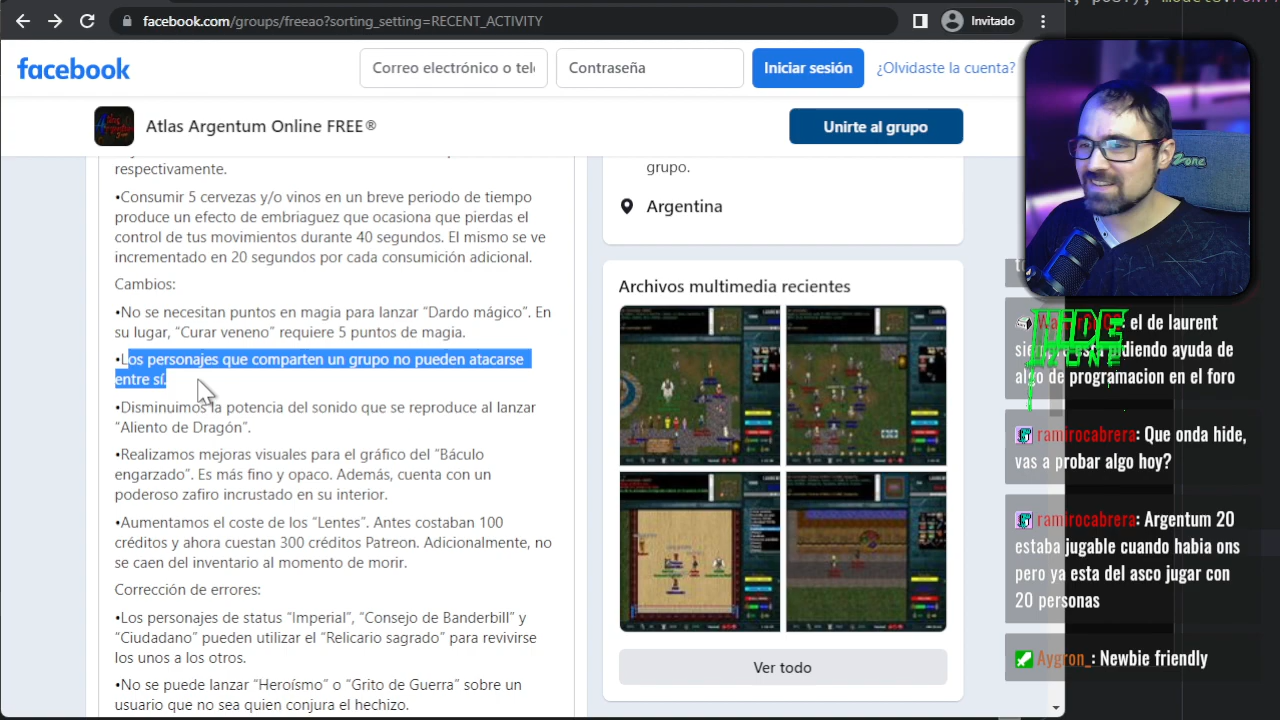 facebook.com/groups/freeao?sorting_setting=RECENT_ACTIVITY
Invitado
facebook
Correo electrónico o telé
Contraseña
Iniciar sesión
¿Olvidaste la cuenta?
Atlas Argentum Online FREE®
Unirte al grupo
respectivamente.
•Consumir 5 cervezas y/o vinos en un breve periodo de tiempo
produce un efecto de embriaguez que ocasiona que pierdas el
control de tus movimientos durante 40 segundos. El mismo se ve
incrementado en 20 segundos por cada consumición adicional.
Cambios:
•No se necesitan puntos en magia para lanzar “Dardo mágico”. En
su lugar, “Curar veneno” requiere 5 puntos de magia.
•Los personajes que comparten un grupo no pueden atacarse
entre sí.
•Disminuimos la potencia del sonido que se reproduce al lanzar
“Aliento de Dragón”.
•Realizamos mejoras visuales para el gráfico del “Báculo
engarzado”. Es más fino y opaco. Además, cuenta con un
poderoso zafiro incrustado en su interior.
•Aumentamos el coste de los “Lentes”. Antes costaban 100
créditos y ahora cuestan 300 créditos Patreon. Adicionalmente, no
se caen del inventario al momento de morir.
Corrección de errores:
•Los personajes de status “Imperial”, “Consejo de Banderbill” y
“Ciudadano” pueden utilizar el “Relicario sagrado” para revivirse
los unos a los otros.
•No se puede lanzar “Heroísmo” o “Grito de Guerra” sobre un
usuario que no sea quien conjura el hechizo.
grupo.
Argentina
Archivos multimedia recientes
Ver todo
Zone
HiDE
ZONE
: el de laurent
siempre está pidiendo ayuda de
algo de programacion en el foro
ramirocabrera: Que onda hide,
vas a probar algo hoy?
ramirocabrera: Argentum 20
estaba jugable cuando habia ons
pero ya esta del asco jugar con
20 personas
Aygron_: Newbie friendly